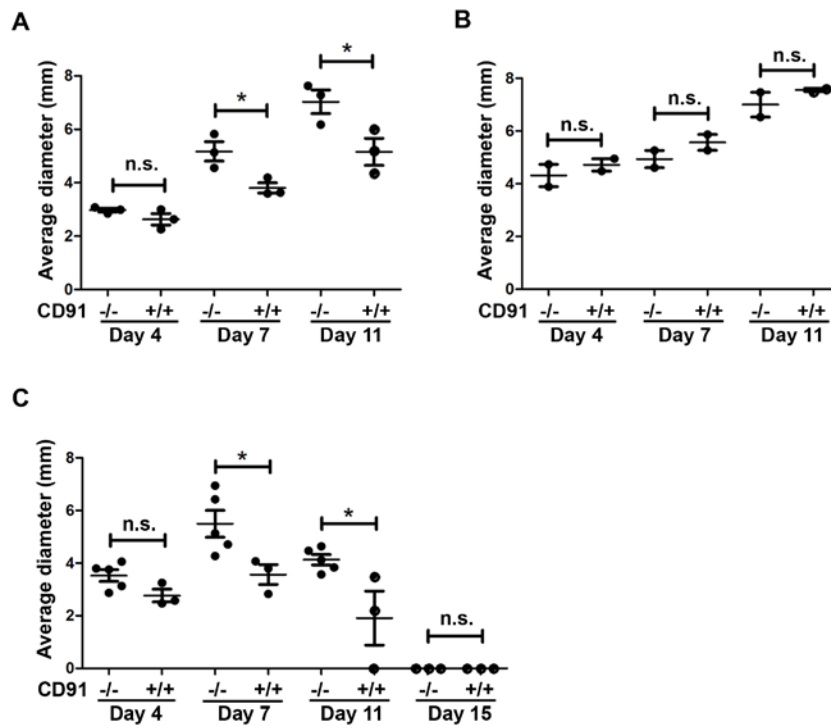 A
Average diameter (mm)
8
6
4
2
0
n.s.
*
*
CD91 -/- +/+ -/- +/+ -/- +/+
Day 4 Day 7 Day 11
B
Average diameter (mm)
8
6
4
2
0
n.s.
n.s.
n.s.
CD91 -/- +/+ -/- +/+ -/- +/+
Day 4 Day 7 Day 11
C
Average diameter (mm)
8
6
4
2
0
n.s.
*
*
n.s.
CD91 -/- +/+ -/- +/+ -/- +/+ -/- +/+
Day 4 Day 7 Day 11 Day 15